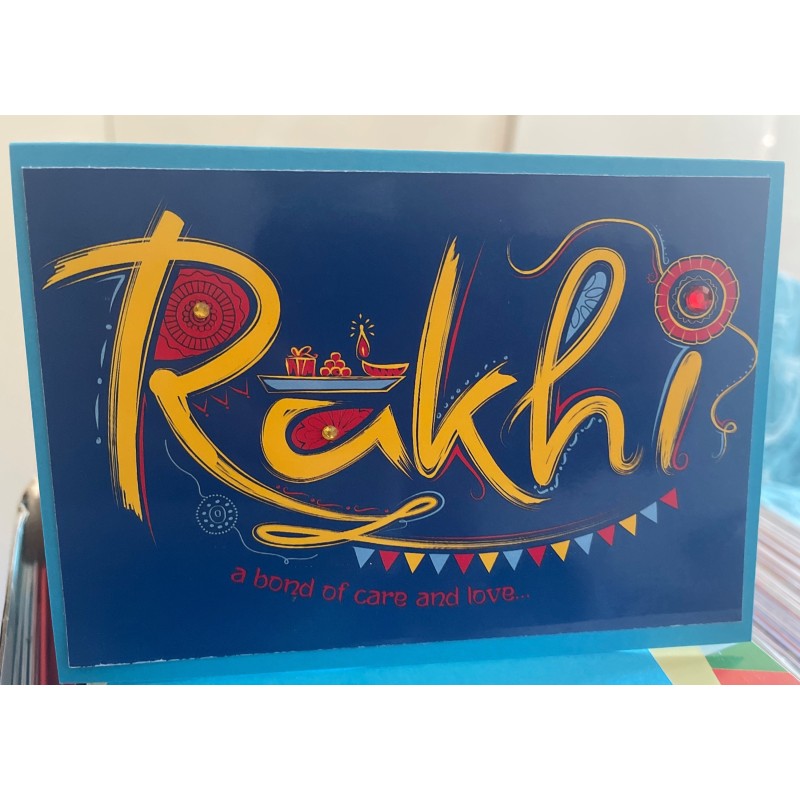 Rakhi
a bond of care and love...